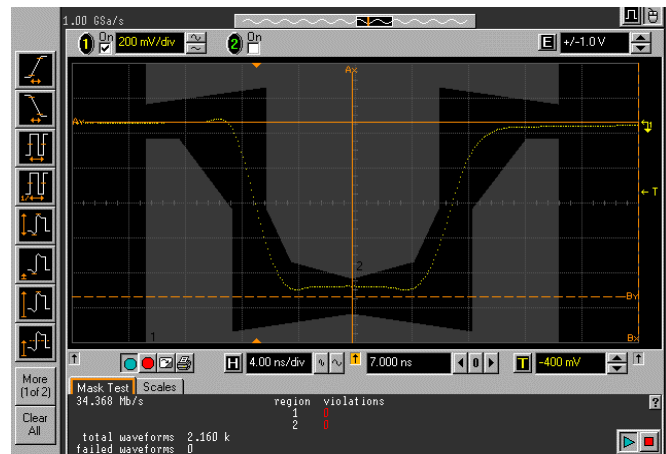 1.00 GSa/s
1 On 200 mV/div 2 On E +/-1.0 V
Ax
Ay
T
2
By
1
Bx
H 4.00 ns/div 7.000 ns 0 T -400 mV
Mask Test Scales
34.368 Mb/s region violations ?
1 0
2 0
total waveforms 2.160 k
failed waveforms 0
1/
More
(1of 2)
Clear
All